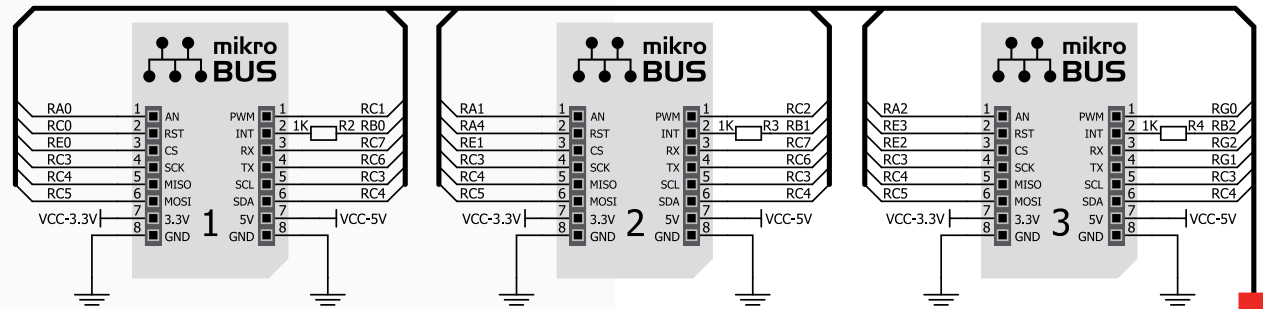 mikro
BUS
RA0 1 AN PWM 1 RC1
RC0 2 RST INT 2 1K R2 RB0
RE0 3 CS RX 3 RC7
RC3 4 SCK TX 4 RC6
RC4 5 MISO SCL 5 RC3
RC5 6 MOSI SDA 6 RC4
VCC-3.3V 7 3.3V 5V 7 VCC-5V
8 GND GND 8
1
mikro
BUS
RA1 1 AN PWM 1 RC2
RA4 2 RST INT 2 1K R3 RB1
RE1 3 CS RX 3 RC7
RC3 4 SCK TX 4 RC6
RC4 5 MISO SCL 5 RC3
RC5 6 MOSI SDA 6 RC4
VCC-3.3V 7 3.3V 5V 7 VCC-5V
8 GND GND 8
2
mikro
BUS
RA2 1 AN PWM 1 RG0
RE3 2 RST INT 2 1K R4 RB2
RE2 3 CS RX 3 RG2
RC3 4 SCK TX 4 RG1
RC4 5 MISO SCL 5 RC3
RC5 6 MOSI SDA 6 RC4
VCC-3.3V 7 3.3V 5V 7 VCC-5V
8 GND GND 8
3